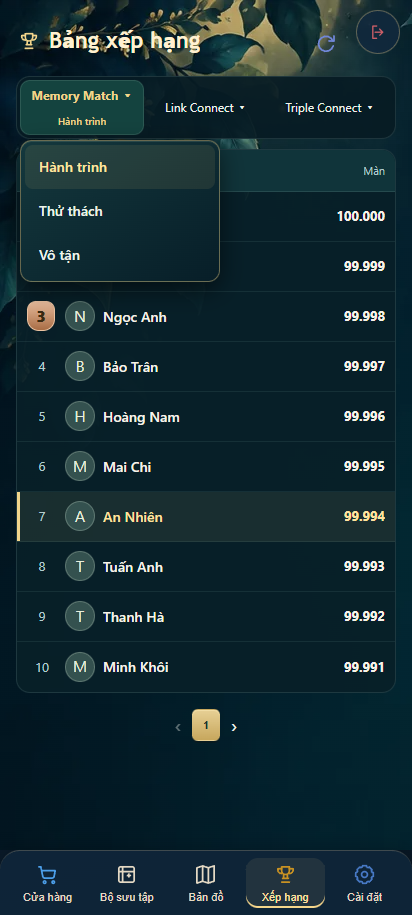 Bảng xếp hạng
Memory Match
Hành trình
Link Connect
Triple Connect
Hành trình
Thử thách
Vô tận
Màn
100.000
99.999
3 N Ngọc Anh 99.998
4 B Bảo Trân 99.997
5 H Hoàng Nam 99.996
6 M Mai Chi 99.995
7 A An Nhiên 99.994
8 T Tuấn Anh 99.993
9 T Thanh Hà 99.992
10 M Minh Khôi 99.991
‹ 1 ›
Cửa hàng
Bộ sưu tập
Bản đồ
Xếp hạng
Cài đặt